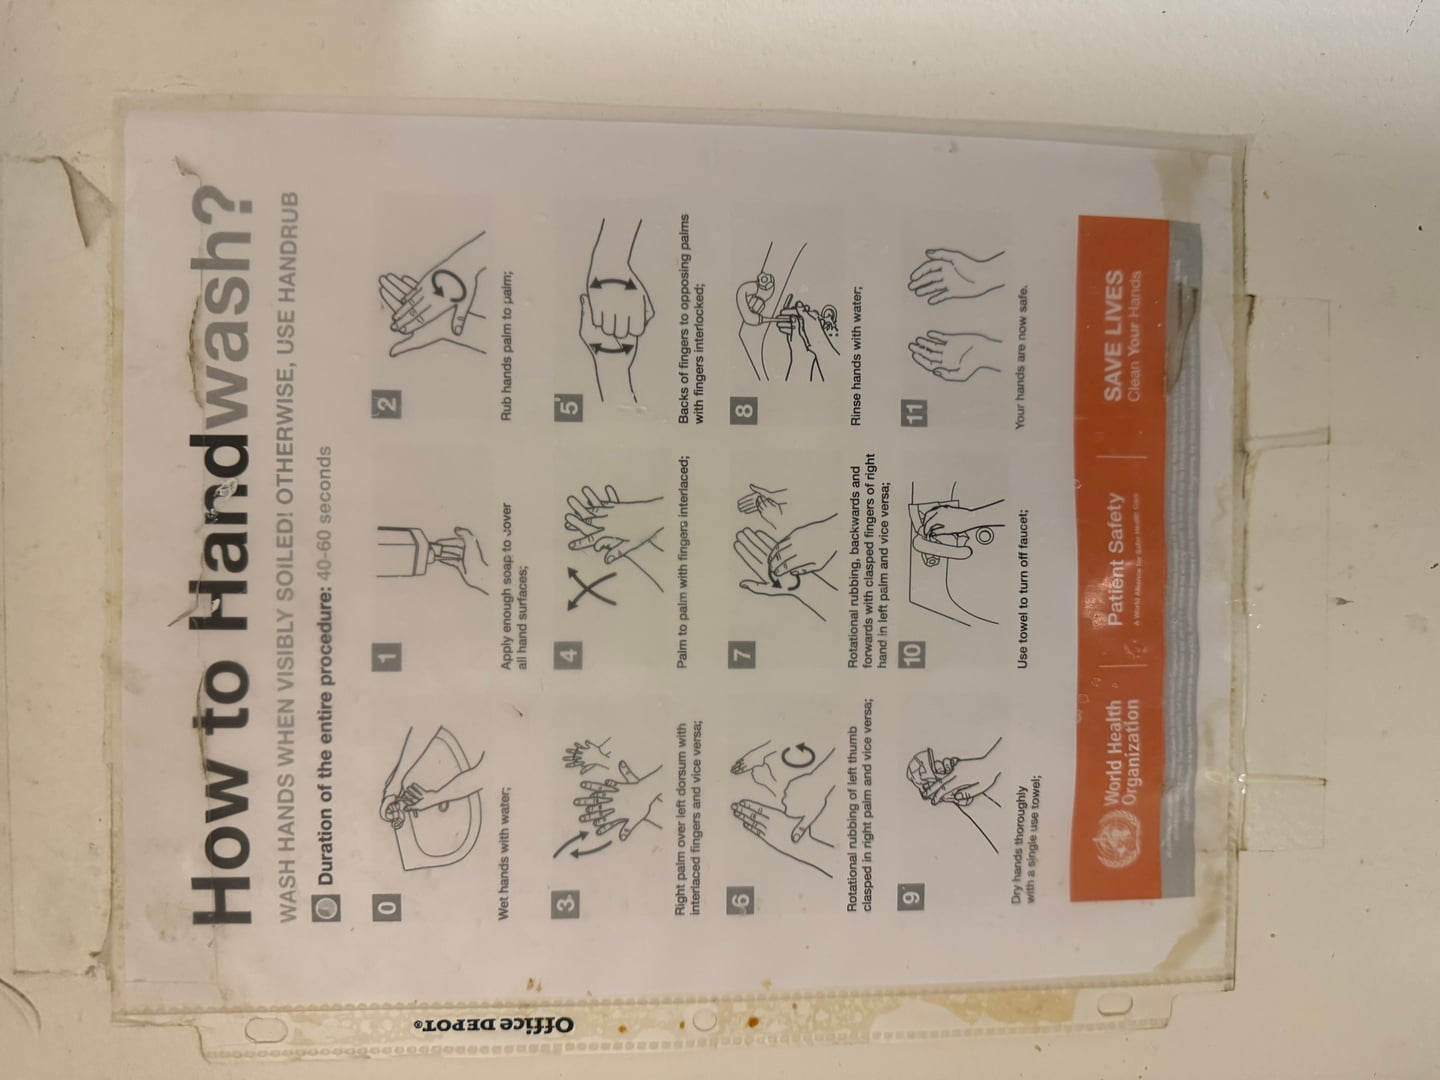 How to Handwash?
WASH HANDS WHEN VISIBLY SOILED! OTHERWISE, USE HANDRUB
Duration of the entire procedure: 40-60 seconds
0
Wet hands with water;
1
Apply enough soap to cover
all hand surfaces;
2
Rub hands palm to palm;
3
Right palm over left dorsum with
interlaced fingers and vice versa;
4
Palm to palm with fingers interlaced;
5
Backs of fingers to opposing palms
with fingers interlocked;
6
Rotational rubbing of left thumb
clasped in right palm and vice versa;
7
Rotational rubbing, backwards and
forwards with clasped fingers of right
hand in left palm and vice versa;
8
Rinse hands with water;
9
Dry hands thoroughly
with a single use towel;
10
Use towel to turn off faucet;
11
Your hands are now safe.
World Health
Organization
Patient Safety
A World Alliance for Safer Health Care
SAVE LIVES
Clean Your Hands
Office DEPOT®